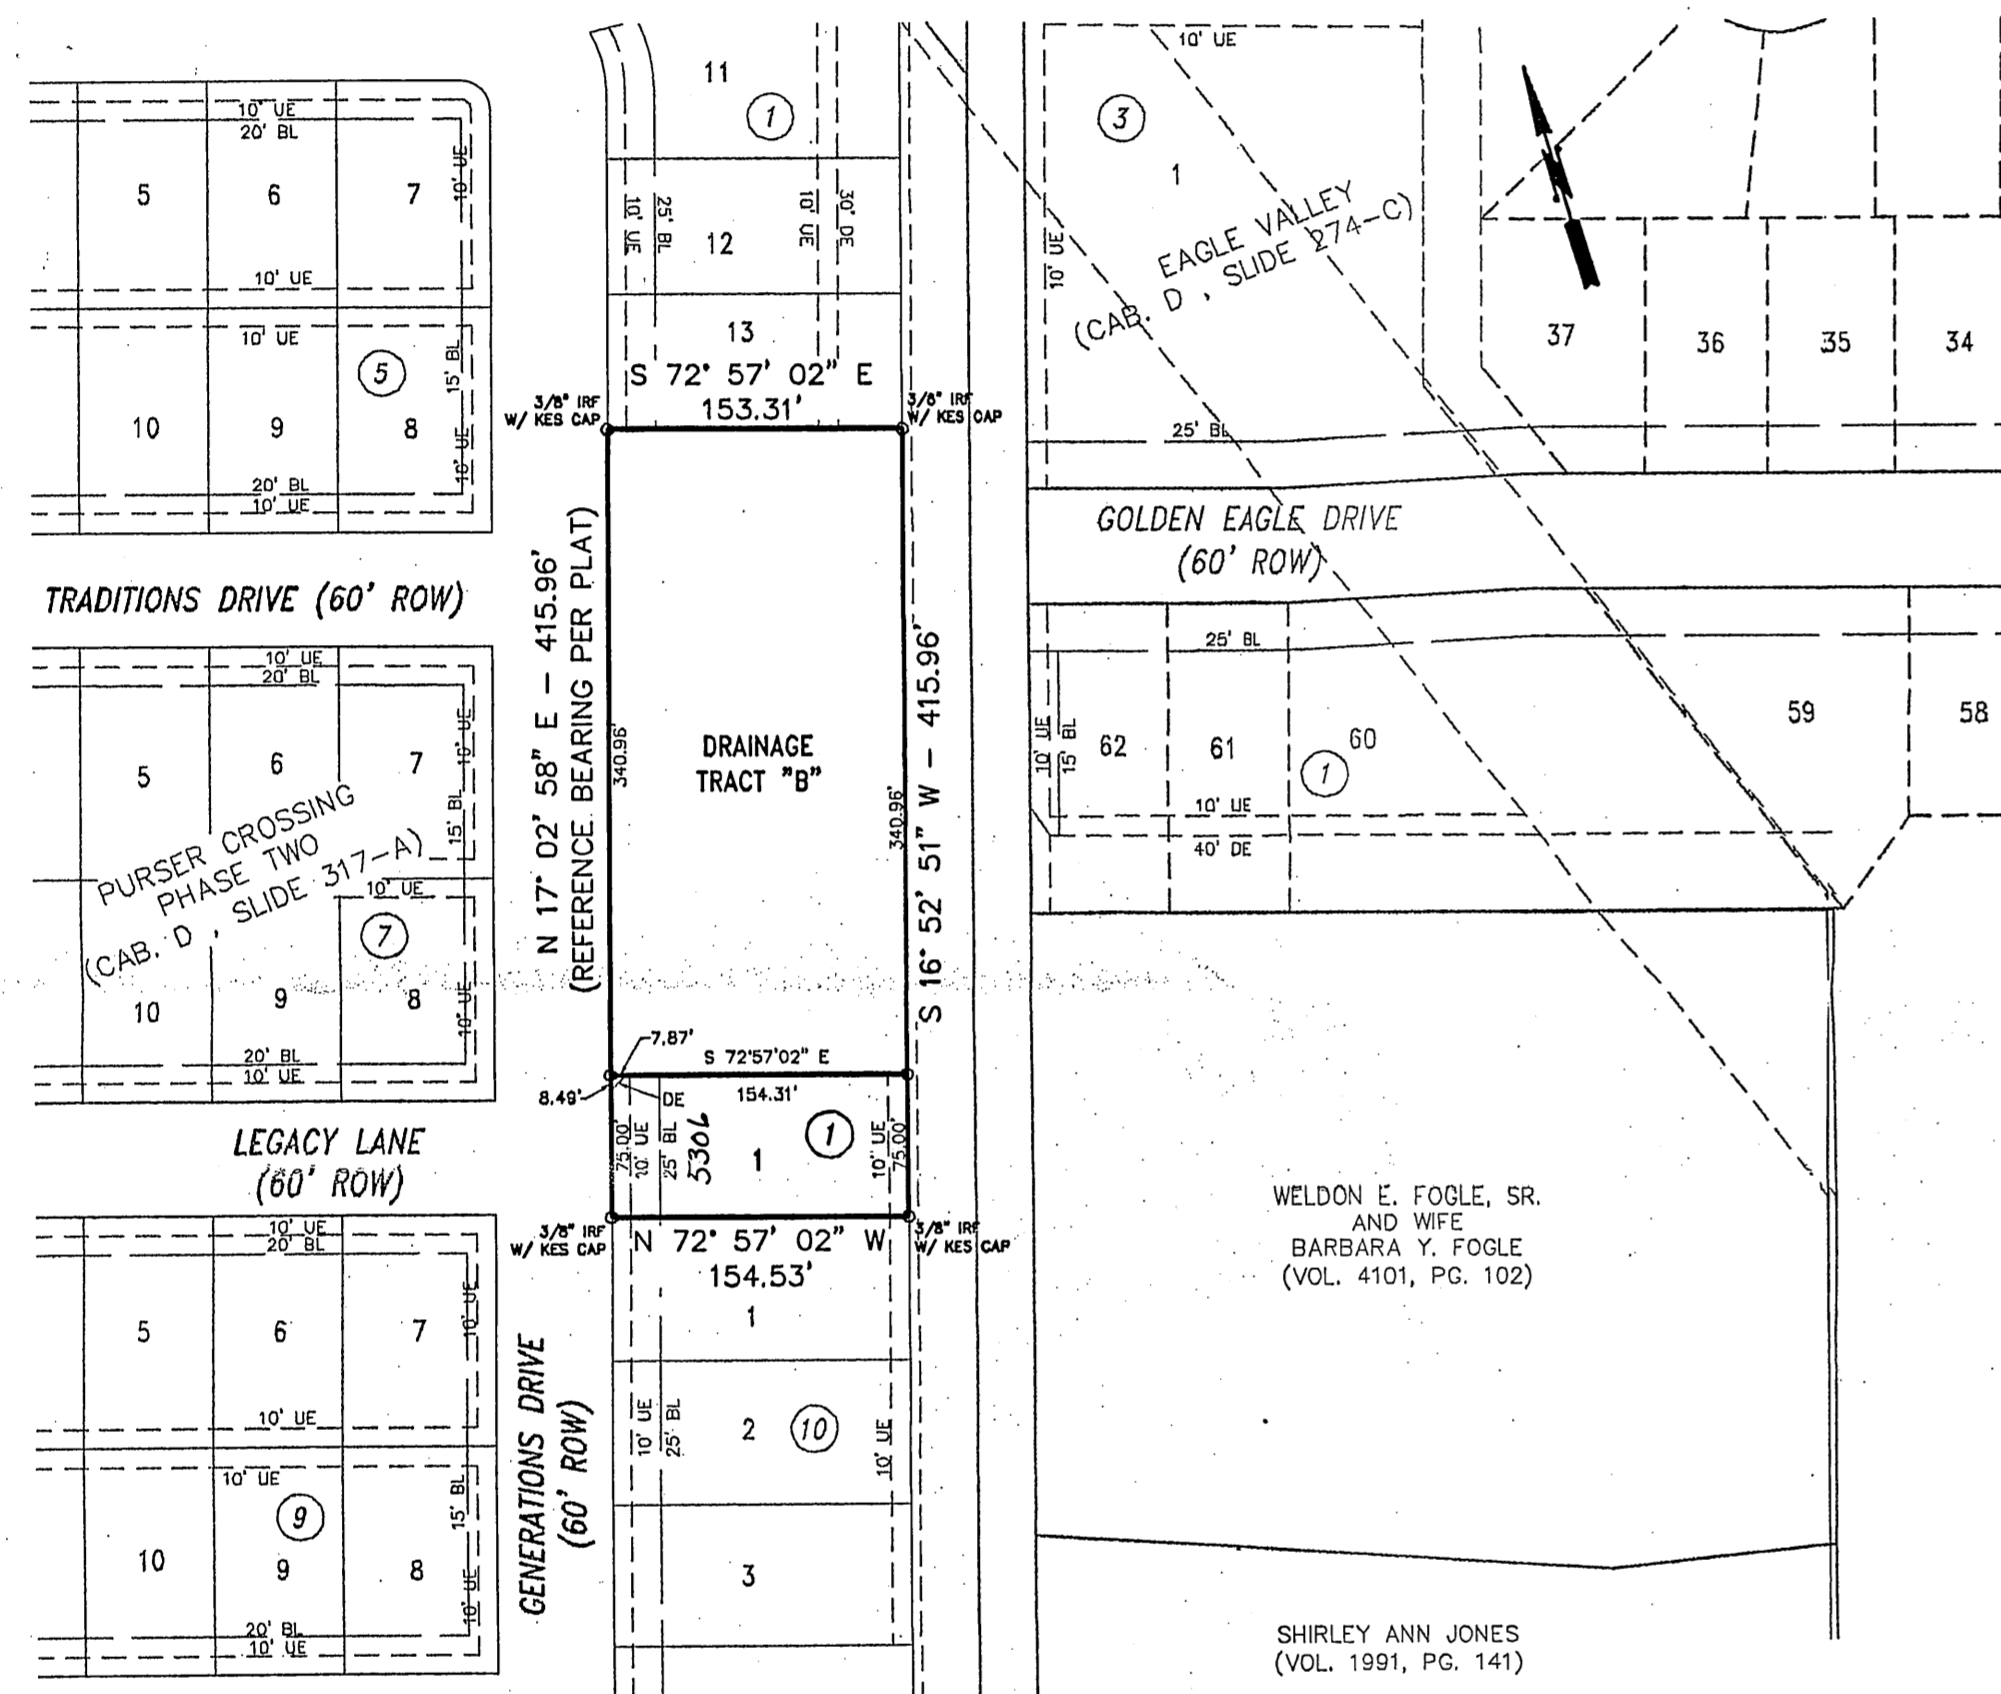 10' UE
20' BL
10' UE
5
6
7
10' UE
10' UE
5
15' BL
10
9
8
10' UE
20' BL
10' UE
TRADITIONS DRIVE (60' ROW)
10' UE
20' BL
10' UE
5
6
7
15' BL
PURSER CROSSING
PHASE TWO
(CAB. D , SLIDE 317-A)
10' UE
7
10
9
8
10' UE
20' BL
10' UE
LEGACY LANE
(60' ROW)
10' UE
20' BL
10' UE
5
6
7
10' UE
10' UE
9
15' BL
10
9
8
10' UE
20' BL
10' UE
11
1
10' UE
25' BL
12
10' UE
30' DE
13
S 72° 57' 02" E
153.31'
3/8" IRF
W/ KES CAP
3/8" IRF
W/ KES CAP
N 17° 02' 58" E - 415.96'
(REFERENCE BEARING PER PLAT)
340.96'
DRAINAGE
TRACT "B"
340.96'
S 16° 52' 51" W - 415.96'
7.87'
S 72°57'02" E
8.49'
DE
154.31'
75.00'
10' UE
25' BL
5306
1
1
10' UE
75.00'
3/8" IRF
W/ KES CAP
N 72° 57' 02" W
154.53'
3/8" IRF
W/ KES CAP
1
GENERATIONS DRIVE
(60' ROW)
10' UE
25' BL
2
10
10' UE
3
10' UE
3
1
10' UE
EAGLE VALLEY
(CAB. D , SLIDE 274-C)
37
36
35
34
25' BL
GOLDEN EAGLE DRIVE
(60' ROW)
25' BL
10' UE
15' BL
62
61
60
1
59
58
10' UE
40' DE
WELDON E. FOGLE, SR.
AND WIFE
BARBARA Y. FOGLE
(VOL. 4101, PG. 102)
SHIRLEY ANN JONES
(VOL. 1991, PG. 141)